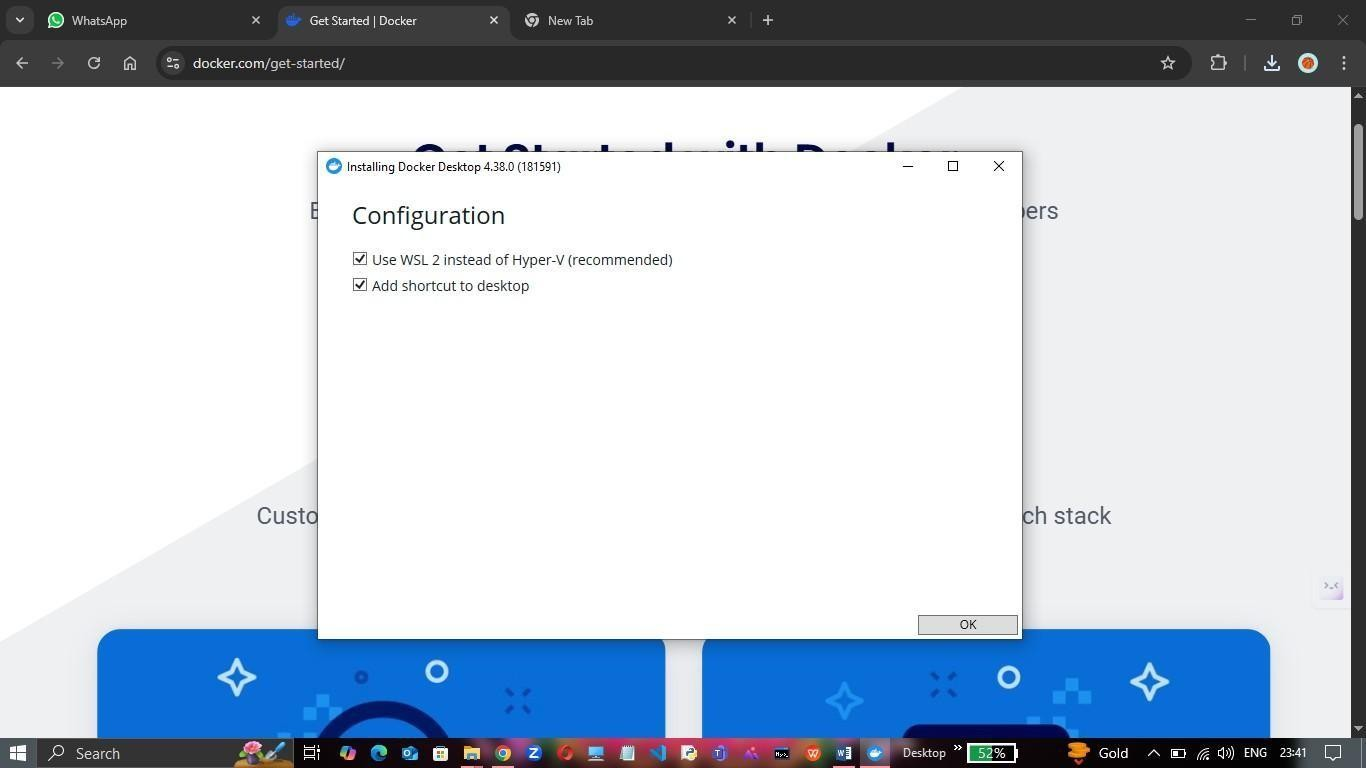 WhatsApp
Get Started | Docker
New Tab
docker.com/get-started/
Installing Docker Desktop 4.38.0 (181591)
Configuration
Use WSL 2 instead of Hyper-V (recommended)
Add shortcut to desktop
Custo
ch stack
OK
Search
Desktop
52%
Gold
ENG
23:41